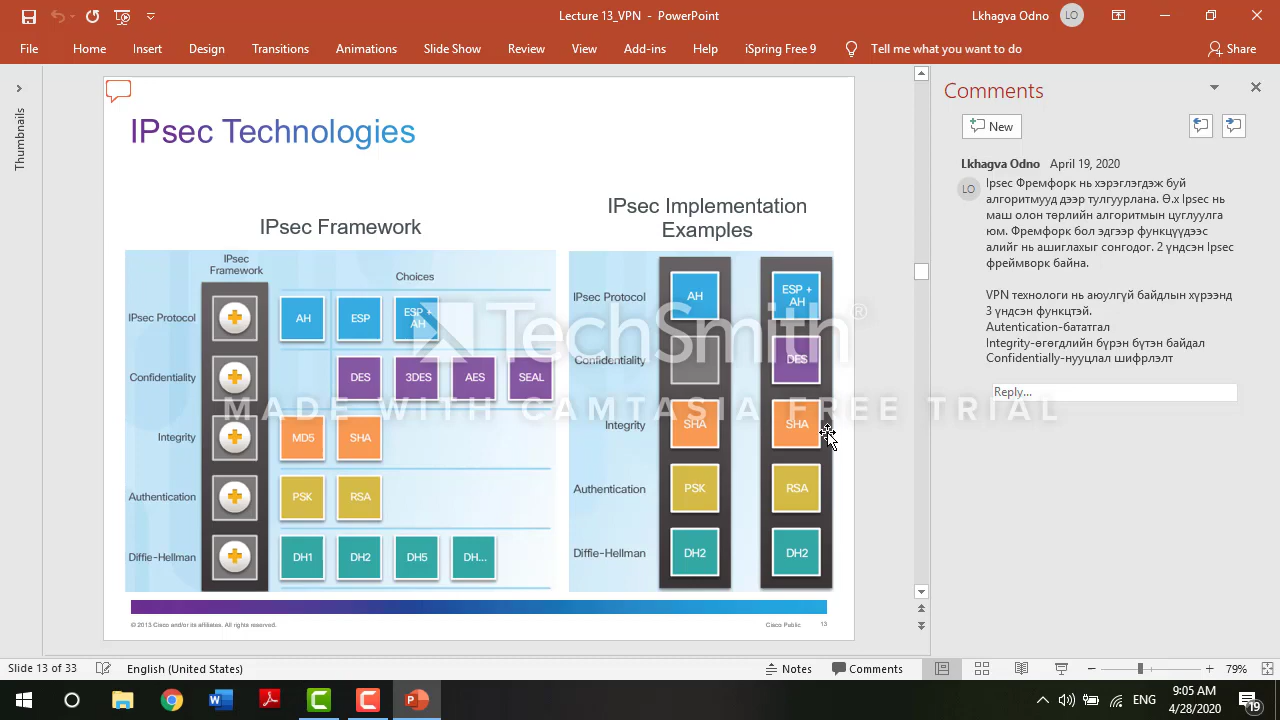 Lecture 13_VPN - PowerPoint
Lkhagva Odno LO
File Home Insert Design Transitions Animations Slide Show Review View Add-ins Help iSpring Free 9 Tell me what you want to do Share
Thumbnails
IPsec Technologies
IPsec Framework
IPsec
Framework
Choices
IPsec Protocol AH ESP ESP +
AH
Confidentiality DES 3DES AES SEAL
Integrity MD5 SHA
Authentication PSK RSA
Diffie-Hellman DH1 DH2 DH5 DH...
IPsec Implementation
Examples
IPsec Protocol AH ESP +
AH
Confidentiality DES
Integrity SHA SHA
Authentication PSK RSA
Diffie-Hellman DH2 DH2
TechSmith®
MADE WITH CAMTASIA FREE TRIAL
© 2013 Cisco and/or its affiliates. All rights reserved. Cisco Public 13
Comments
New
Lkhagva Odno April 19, 2020
LO
Ipsec Фремфорк нь хэрэглэгдэж буй
алгоритмууд дээр тулгуурлана. Ө.х Ipsec нь
маш олон төрлийн алгоритмын цуглуулга
юм. Фремфорк бол эдгээр функцүүдээс
алийг нь ашиглахыг сонгодог. 2 үндсэн Ipsec
фреймворк байна.
VPN технологи нь аюулгүй байдлын хүрээнд
3 үндсэн функцтэй.
Autentication-бататгал
Integrity-өгөгдлийн бүрэн бүтэн байдал
Confidentially-нууцлал шифрлэлт
Reply...
Slide 13 of 33 English (United States) Notes Comments 79%
ENG 9:05 AM
4/28/2020 19